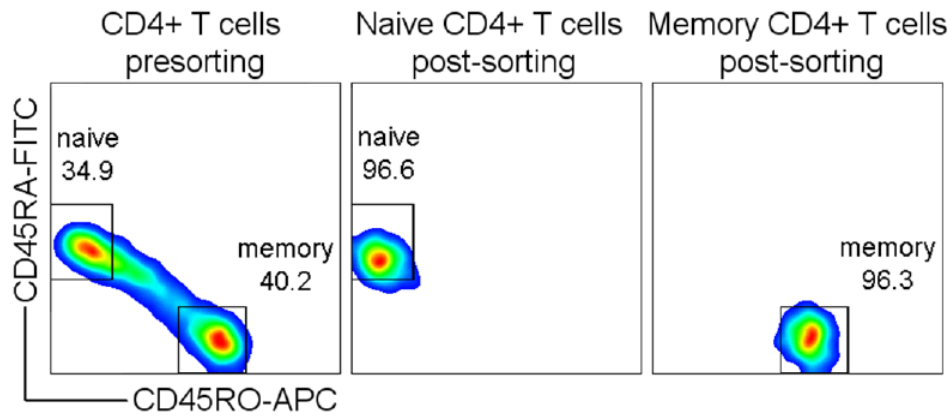 CD4+ T cells
presorting
Naive CD4+ T cells
post-sorting
Memory CD4+ T cells
post-sorting
CD45RA-FITC
naive
34.9
memory
40.2
naive
96.6
memory
96.3
CD45RO-APC